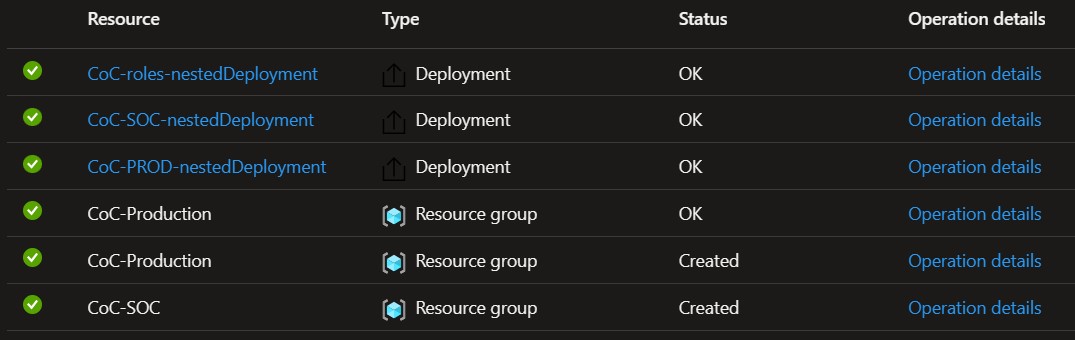 Resource Type Status Operation details
CoC-roles-nestedDeployment Deployment OK Operation details
CoC-SOC-nestedDeployment Deployment OK Operation details
CoC-PROD-nestedDeployment Deployment OK Operation details
CoC-Production Resource group OK Operation details
CoC-Production Resource group Created Operation details
CoC-SOC Resource group Created Operation details